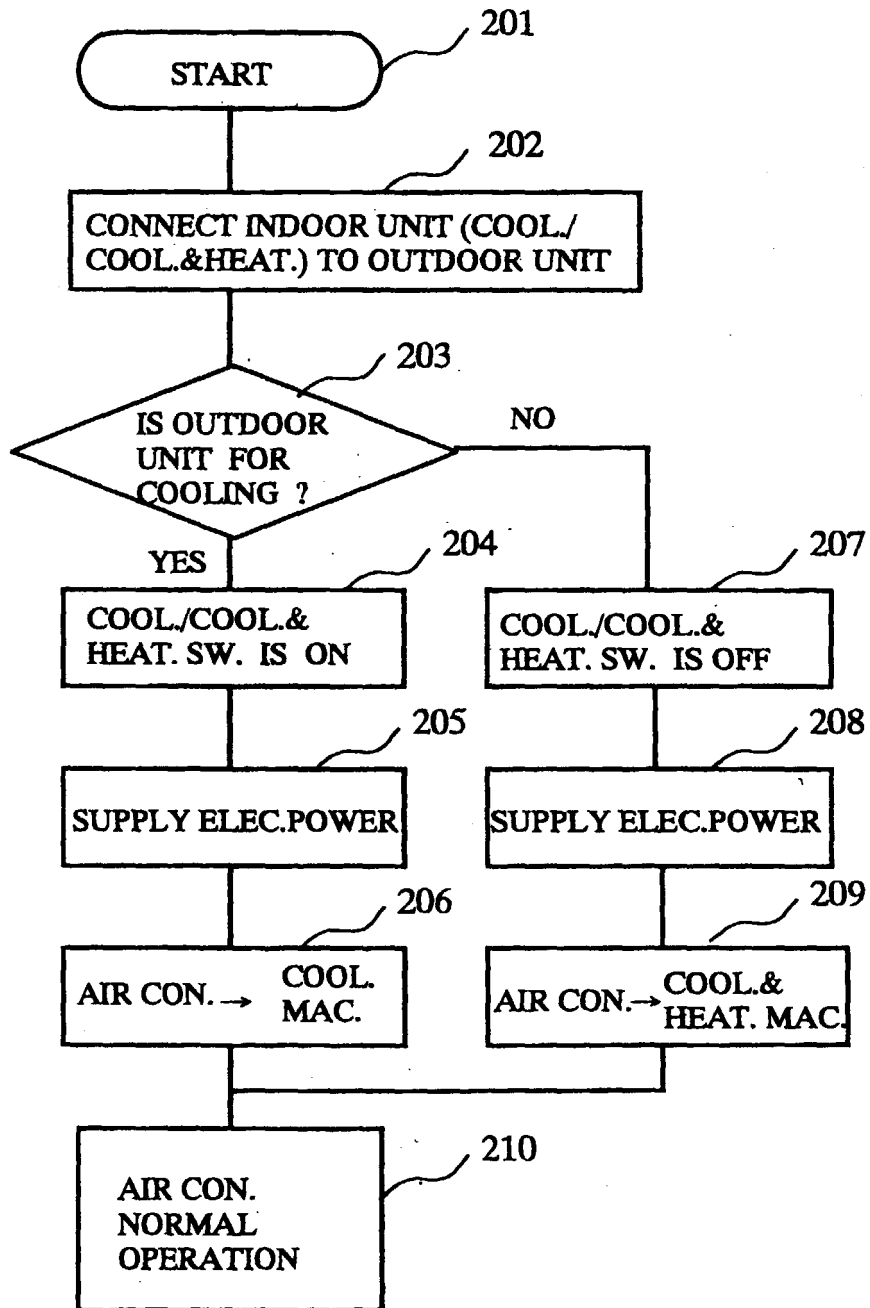 201
START
202
CONNECT INDOOR UNIT (COOL./
COOL.&HEAT.) TO OUTDOOR UNIT
203
IS OUTDOOR
UNIT FOR
COOLING ?
NO
YES
204
COOL./COOL.&
HEAT. SW. IS ON
207
COOL./COOL.&
HEAT. SW. IS OFF
205
SUPPLY ELEC.POWER
208
SUPPLY ELEC.POWER
206
AIR CON. → COOL.
MAC.
209
AIR CON.→ COOL.&
HEAT. MAC.
210
AIR CON.
NORMAL
OPERATION